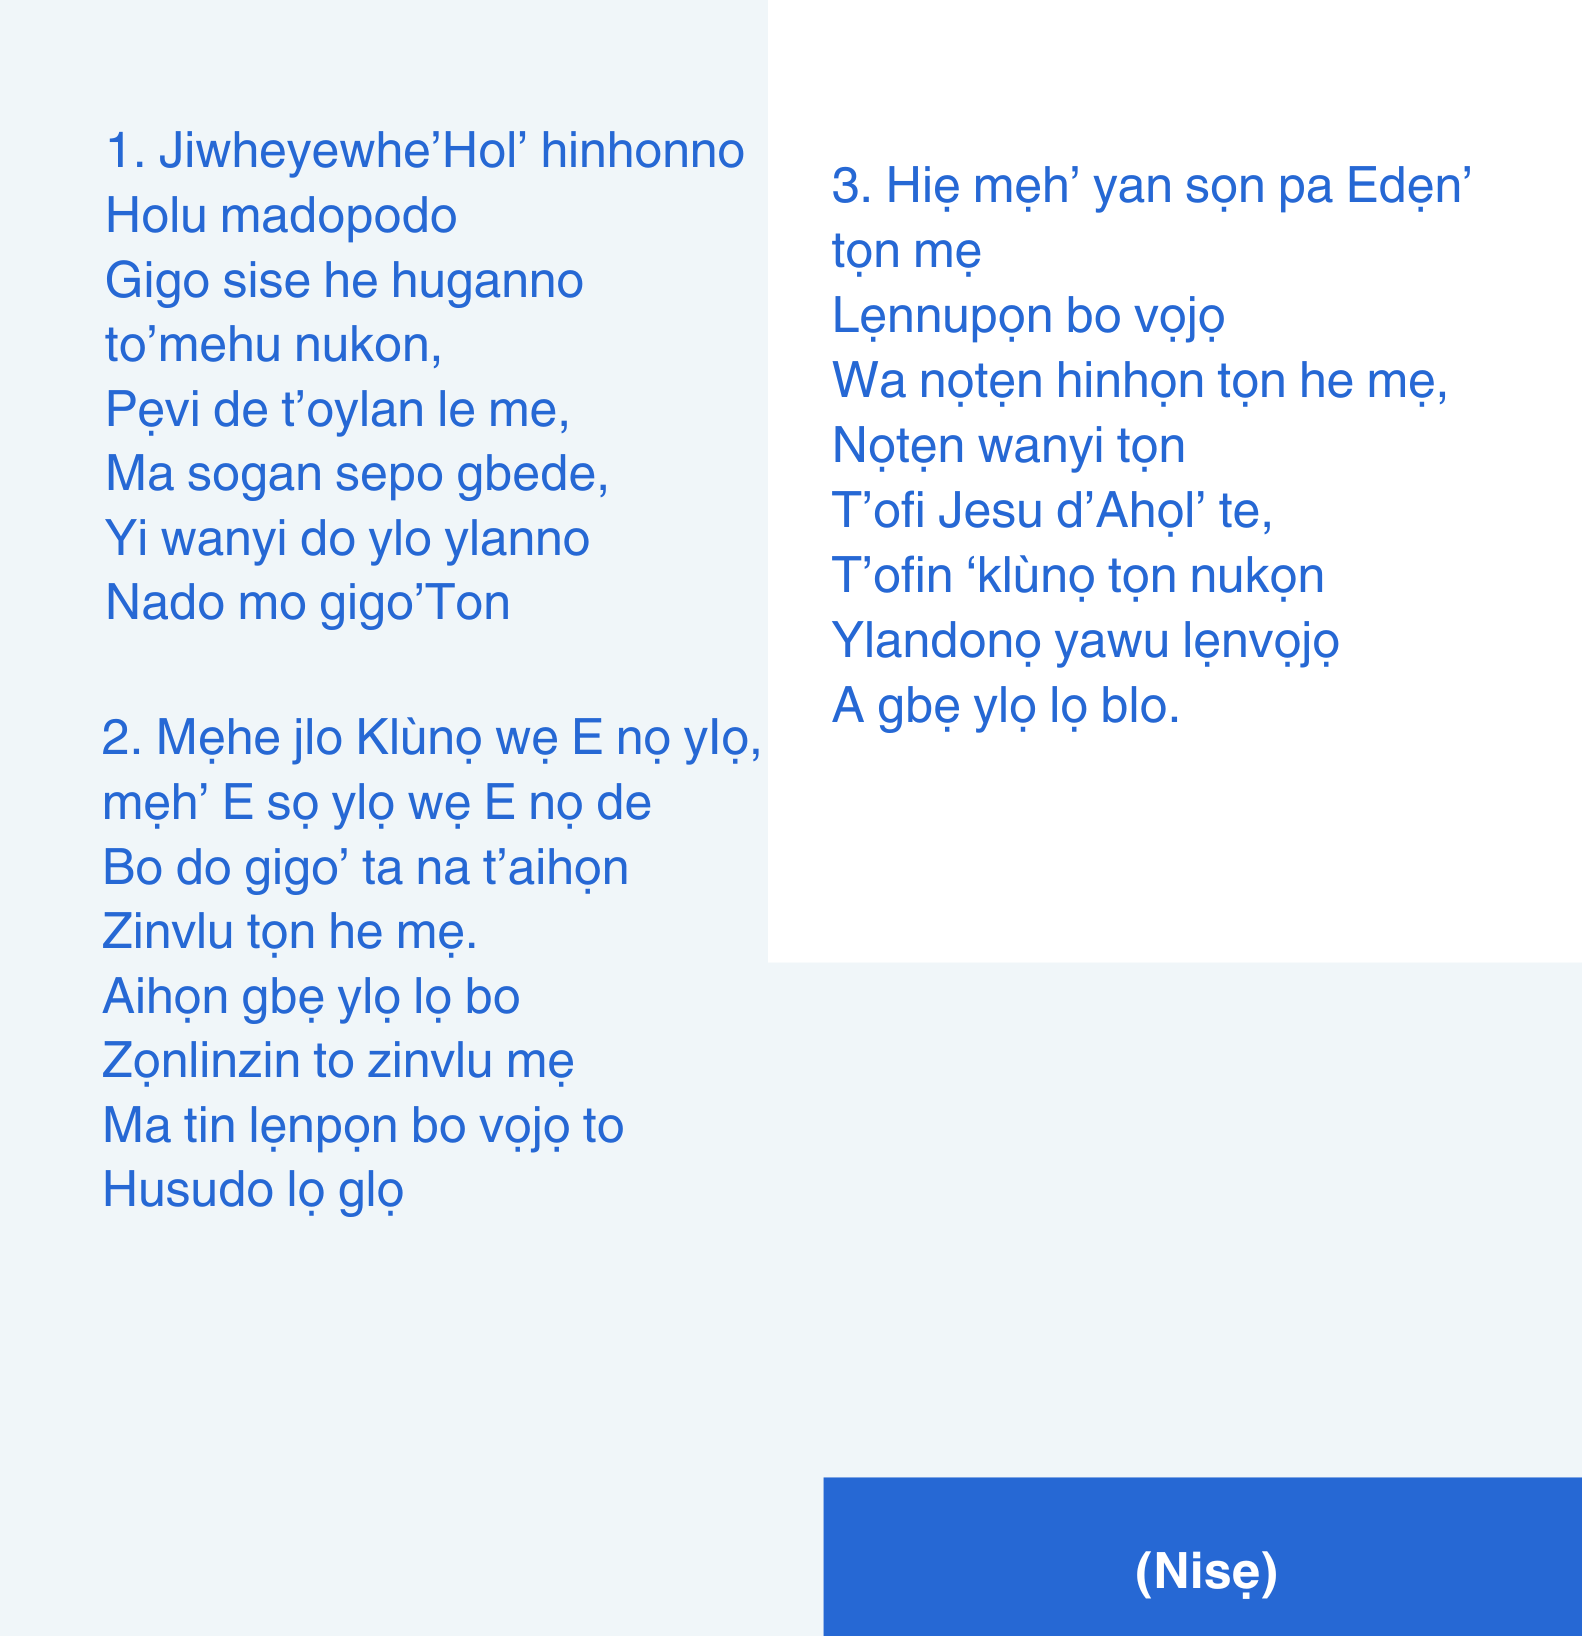 1. Jiwheyewhe’Hol’ hinhonno
Holu madopodo
Gigo sise he huganno
to’mehu nukon,
Pẹvi de t’oylan le me,
Ma sogan sepo gbede,
Yi wanyi do ylo ylanno
Nado mo gigo’Ton
2. Mẹhe jlo Klùnọ wẹ E nọ ylọ,
mẹh’ E sọ ylọ wẹ E nọ de
Bo do gigo’ ta na t’aihọn
Zinvlu tọn he mẹ.
Aihọn gbẹ ylọ lọ bo
Zọnlinzin to zinvlu mẹ
Ma tin lẹnpọn bo vọjọ to
Husudo lọ glọ
3. Hiẹ mẹh’ yan sọn pa Edẹn’
tọn mẹ
Lẹnnupọn bo vọjọ
Wa nọtẹn hinhọn tọn he mẹ,
Nọtẹn wanyi tọn
T’ofi Jesu d’Ahọl’ te,
T’ofin ‘klùnọ tọn nukọn
Ylandonọ yawu lẹnvọjọ
A gbẹ ylọ lọ blo.
(Nisẹ)